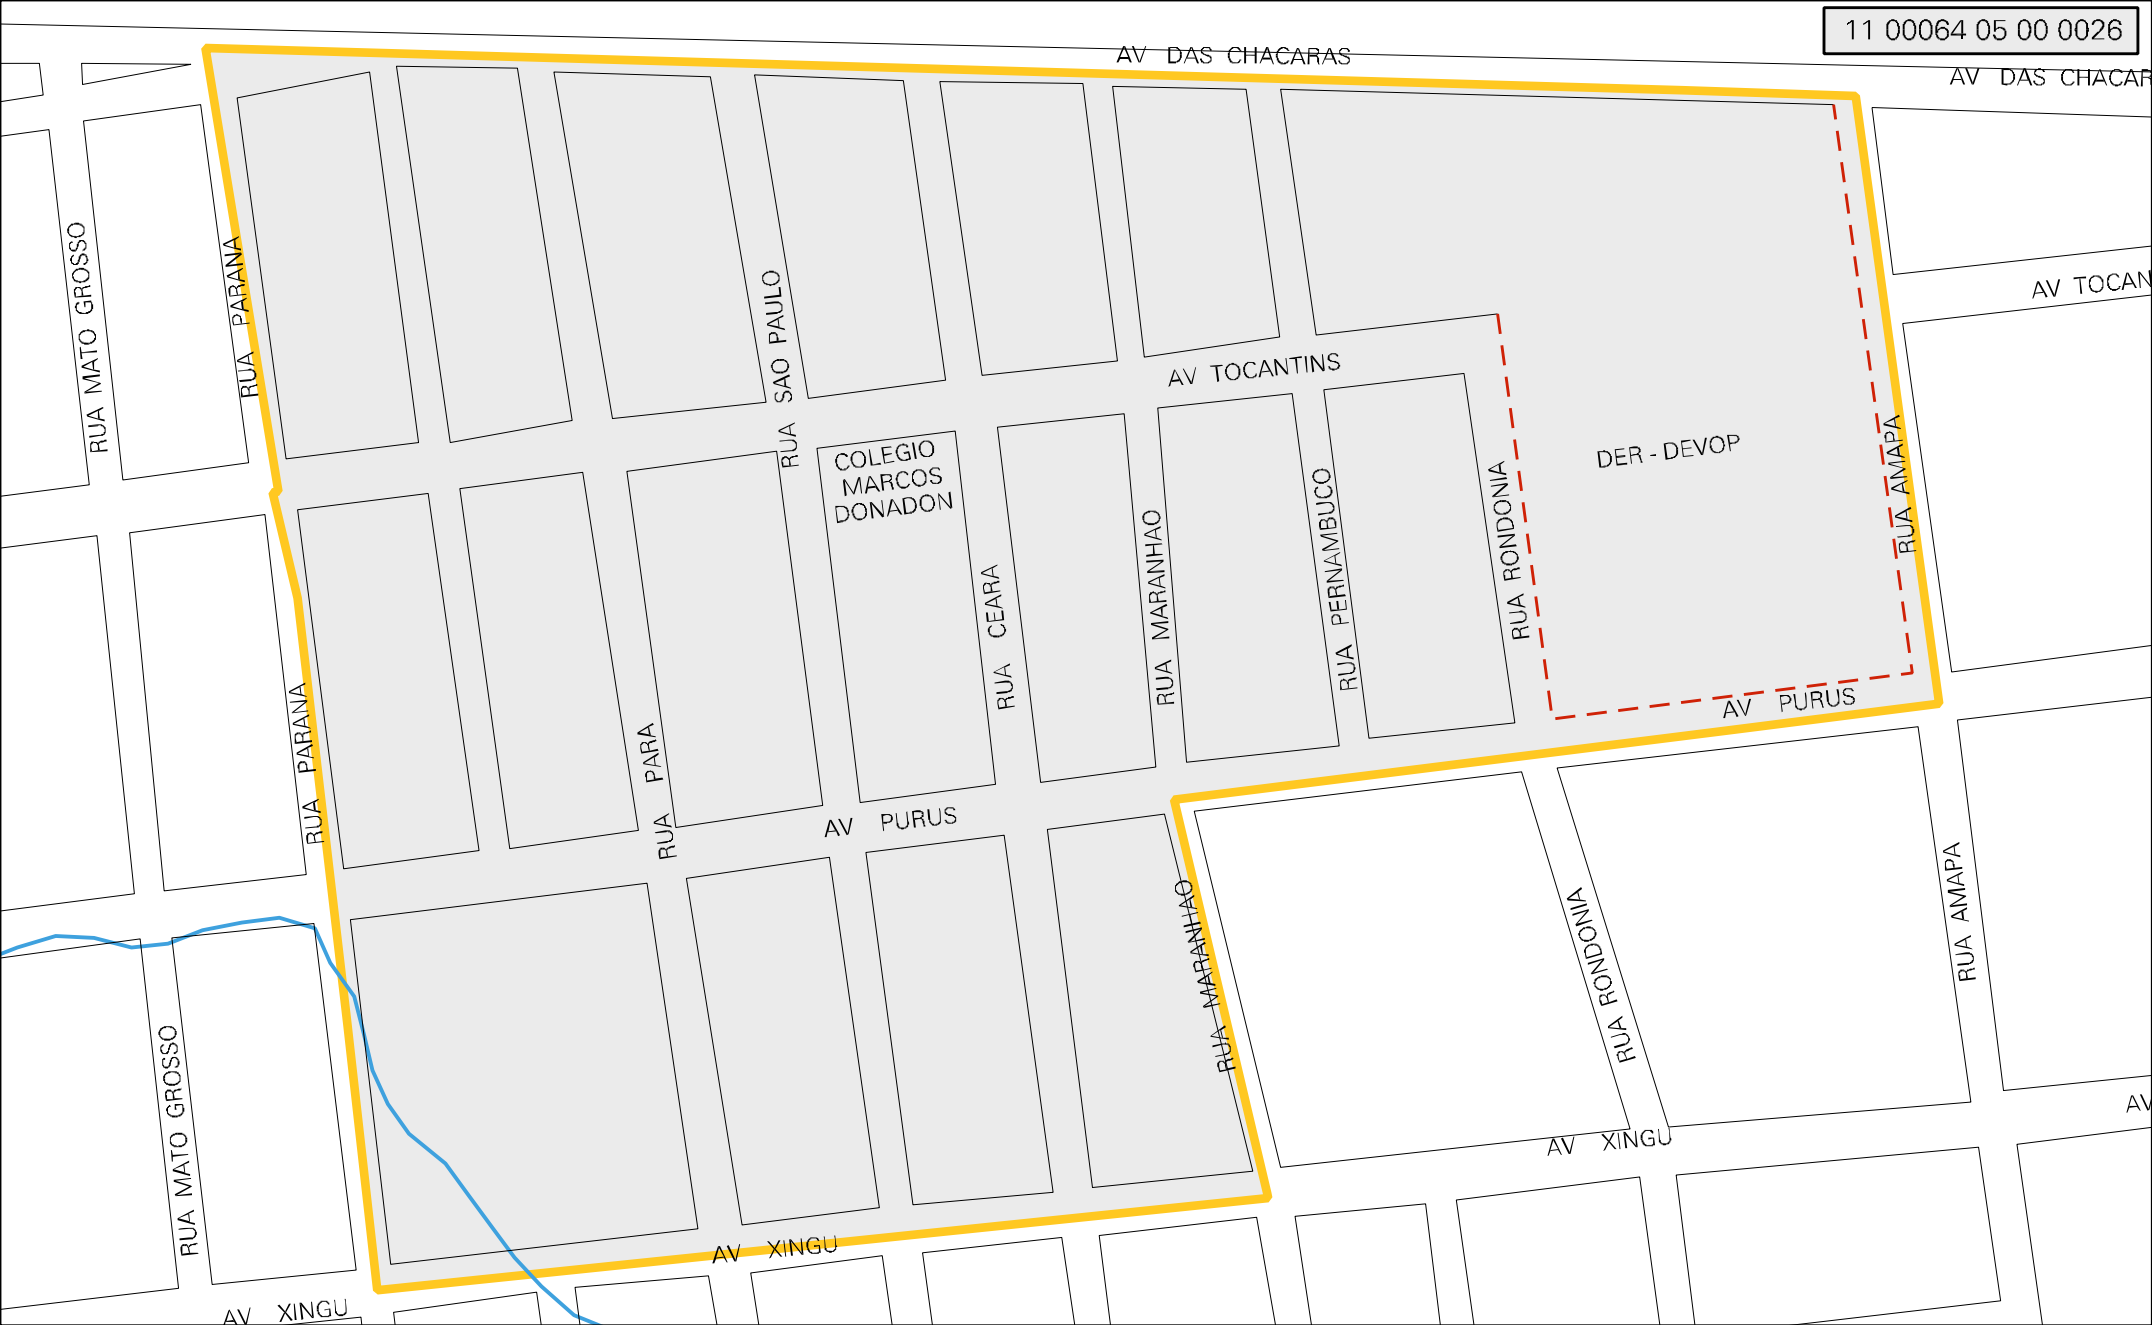 11 00064 05 00 0026
AV DAS CHACARAS
AV DAS CHACAR
RUA MATO GROSSO
RUA PARANA
RUA SAO PAULO
AV TOCAN
AV TOCANTINS
COLEGIO
MARCOS
DONADON
DER - DEVOP
RUA AMAPA
RUA RONDONIA
RUA PERNAMBUCO
RUA MARANHAO
RUA CEARA
RUA PARANA
RUA PARA
AV PURUS
AV PURUS
RUA MARANHAO
RUA RONDONIA
RUA AMAPA
RUA MATO GROSSO
AV XINGU
AV
AV XINGU
AV XINGU